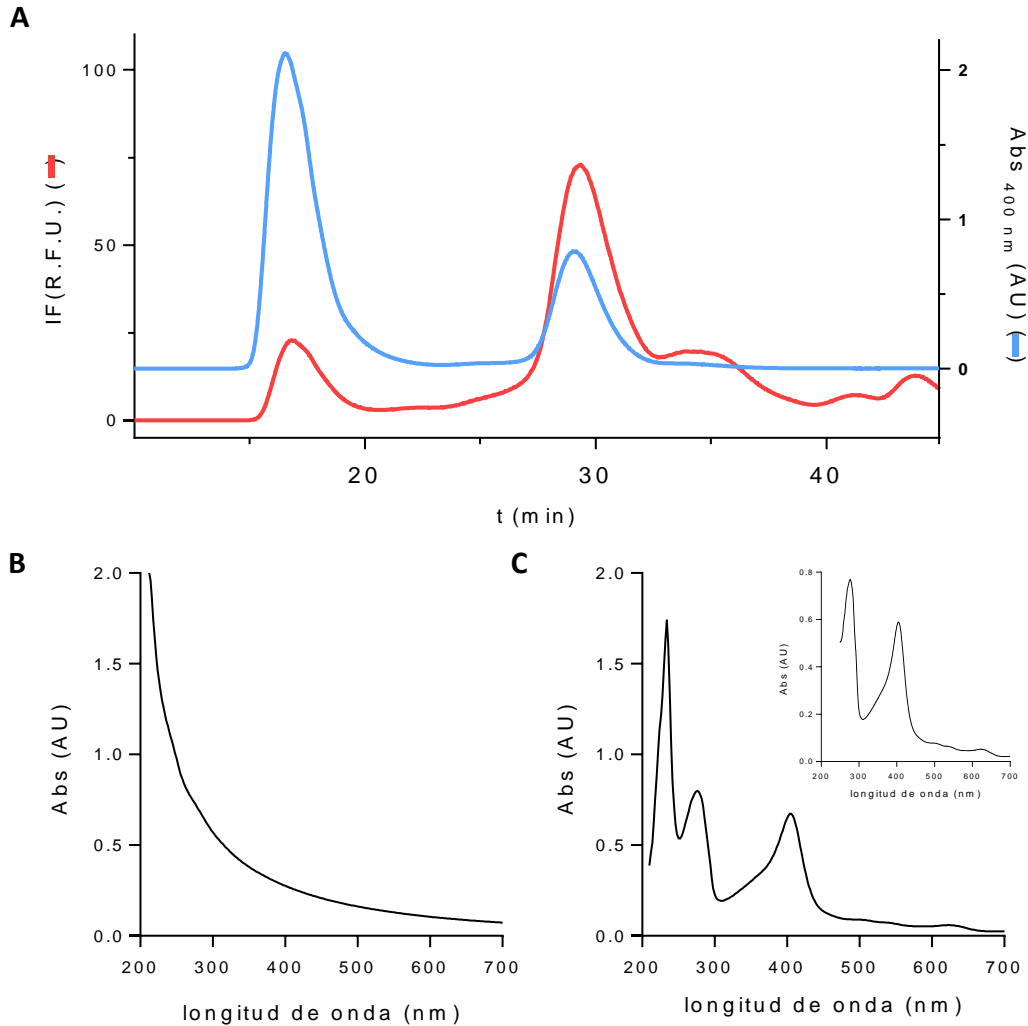 A
100
50
0
IF(R.F.U.) ( )
2
1
0
Abs 400 nm (AU) ( )
20 30 40
t (min)
B
2.0
1.5
1.0
0.5
0.0
Abs (AU)
200 300 400 500 600 700
longitud de onda (nm)
C
2.0
1.5
1.0
0.5
0.0
Abs (AU)
200 300 400 500 600 700
longitud de onda (nm)
0.8
0.6
0.4
0.2
0.0
Abs (AU)
200 300 400 500 600 700
longitud de onda (nm)